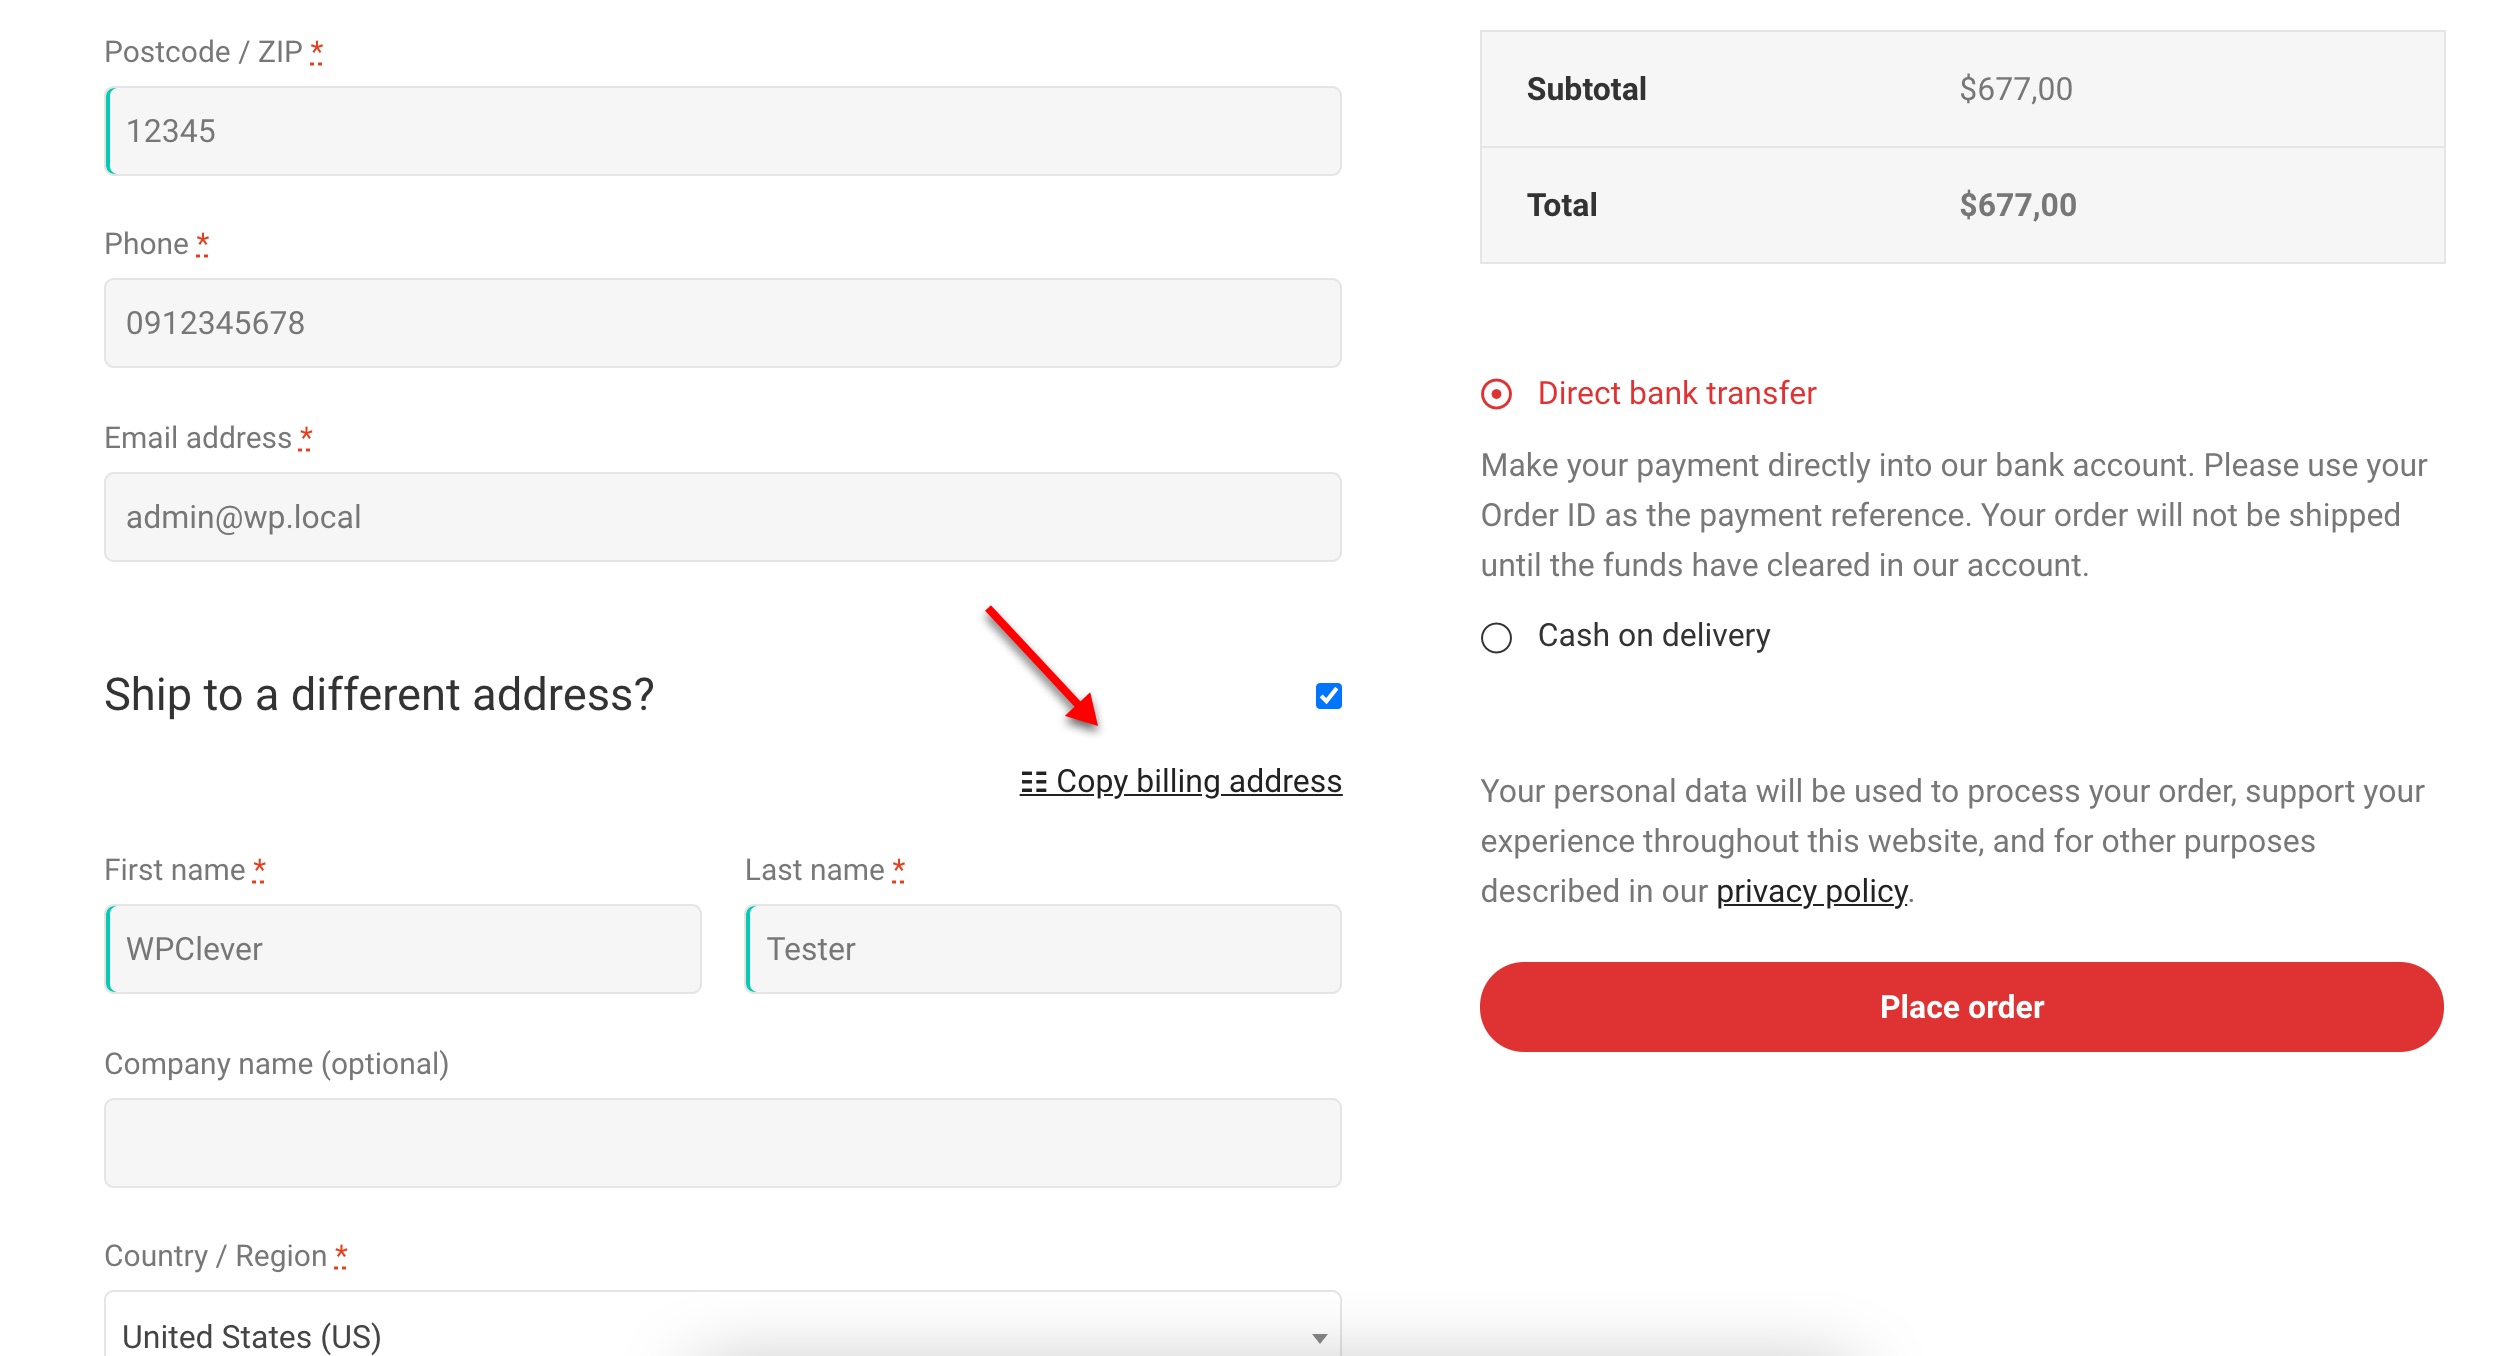 Postcode / ZIP *
12345
Phone *
0912345678
Email address *
admin@wp.local
Ship to a different address?
Copy billing address
First name *
Last name *
WPClever
Tester
Company name (optional)
Country / Region *
United States (US)
Subtotal $677,00
Total $677,00
Direct bank transfer
Make your payment directly into our bank account. Please use your
Order ID as the payment reference. Your order will not be shipped
until the funds have cleared in our account.
Cash on delivery
Your personal data will be used to process your order, support your
experience throughout this website, and for other purposes
described in our privacy policy.
Place order